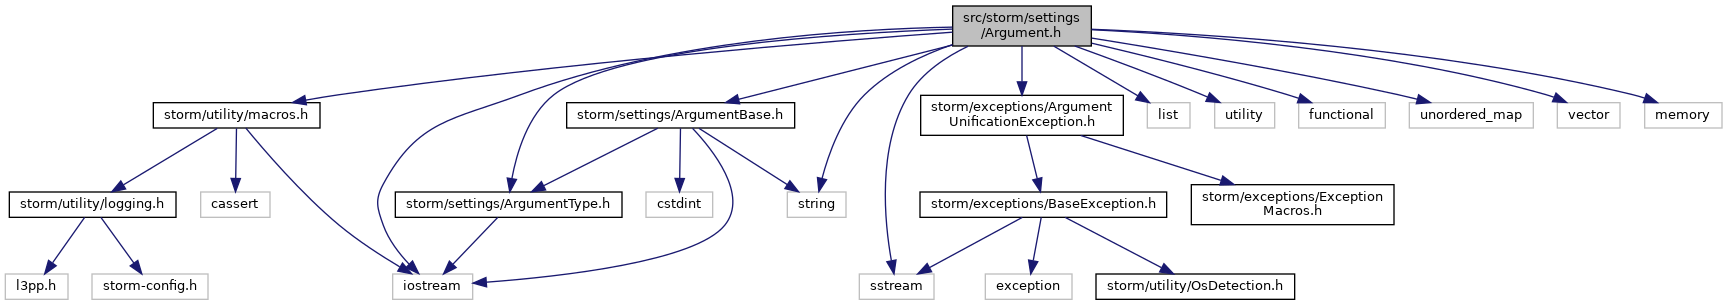 src/storm/settings
/Argument.h
storm/utility/macros.h
storm/settings/ArgumentBase.h
storm/exceptions/Argument
UnificationException.h
list
utility
functional
unordered_map
vector
memory
storm/utility/logging.h
cassert
storm/settings/ArgumentType.h
cstdint
string
storm/exceptions/BaseException.h
storm/exceptions/Exception
Macros.h
l3pp.h
storm-config.h
iostream
sstream
exception
storm/utility/OsDetection.h